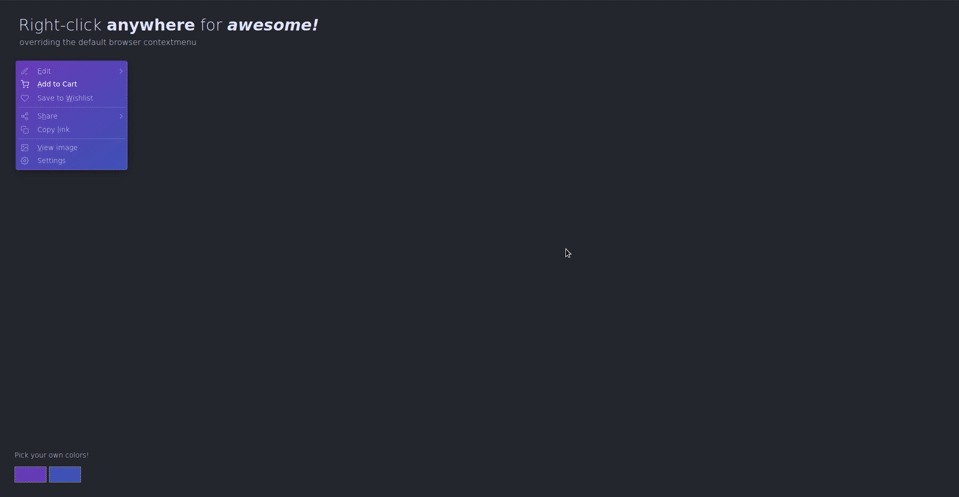 Right-click anywhere for awesome!
overriding the default browser contextmenu
Edit
Add to Cart
Save to Wishlist
Share
Copy link
View image
Settings
Pick your own colors!